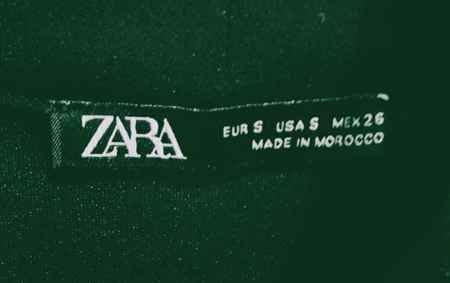 ZARA
EUR S USA S MEX 26
MADE IN MOROCCO